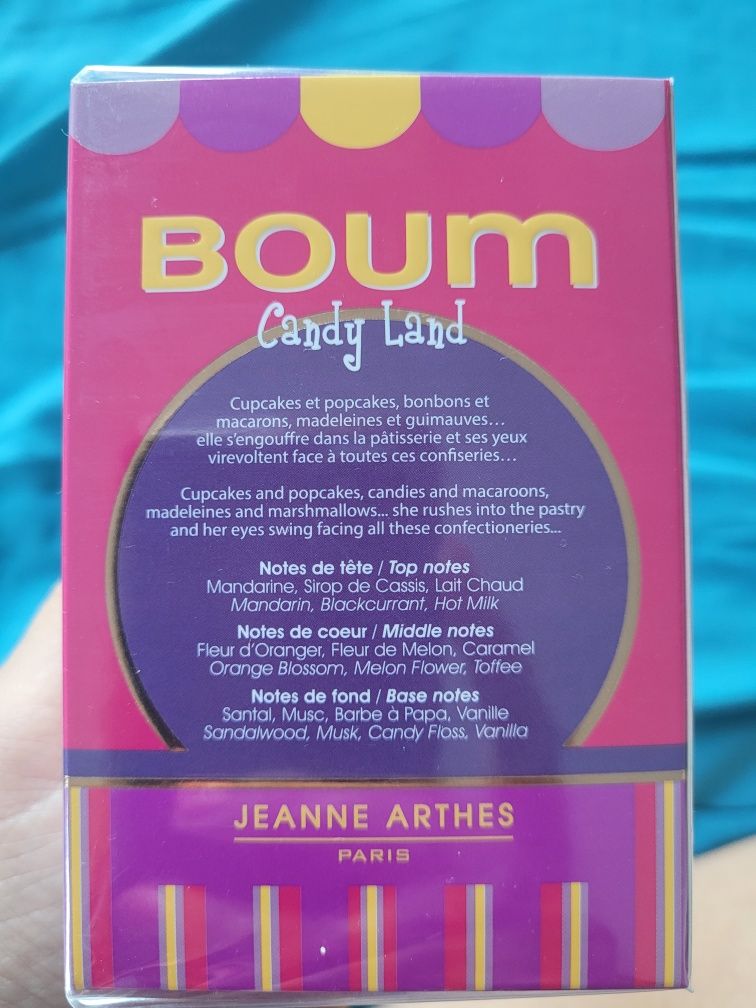 BOUM
Candy Land
Cupcakes et popcakes, bonbons et
macarons, madeleines et guimauves...
elle s'engouffre dans la pâtisserie et ses yeux
virevoltent face à toutes ces confiseries...
Cupcakes and popcakes, candies and macaroons,
madeleines and marshmallows... she rushes into the pastry
and her eyes swing facing all these confectioneries...
Notes de tête / Top notes
Mandarine, Sirop de Cassis, Lait Chaud
Mandarin, Blackcurrant, Hot Milk
Notes de coeur / Middle notes
Fleur d'Oranger, Fleur de Melon, Caramel
Orange Blossom, Melon Flower, Toffee
Notes de fond / Base notes
Santal, Musc, Barbe à Papa, Vanille
Sandalwood, Musk, Candy Floss, Vanilla
JEANNE ARTHES
PARIS